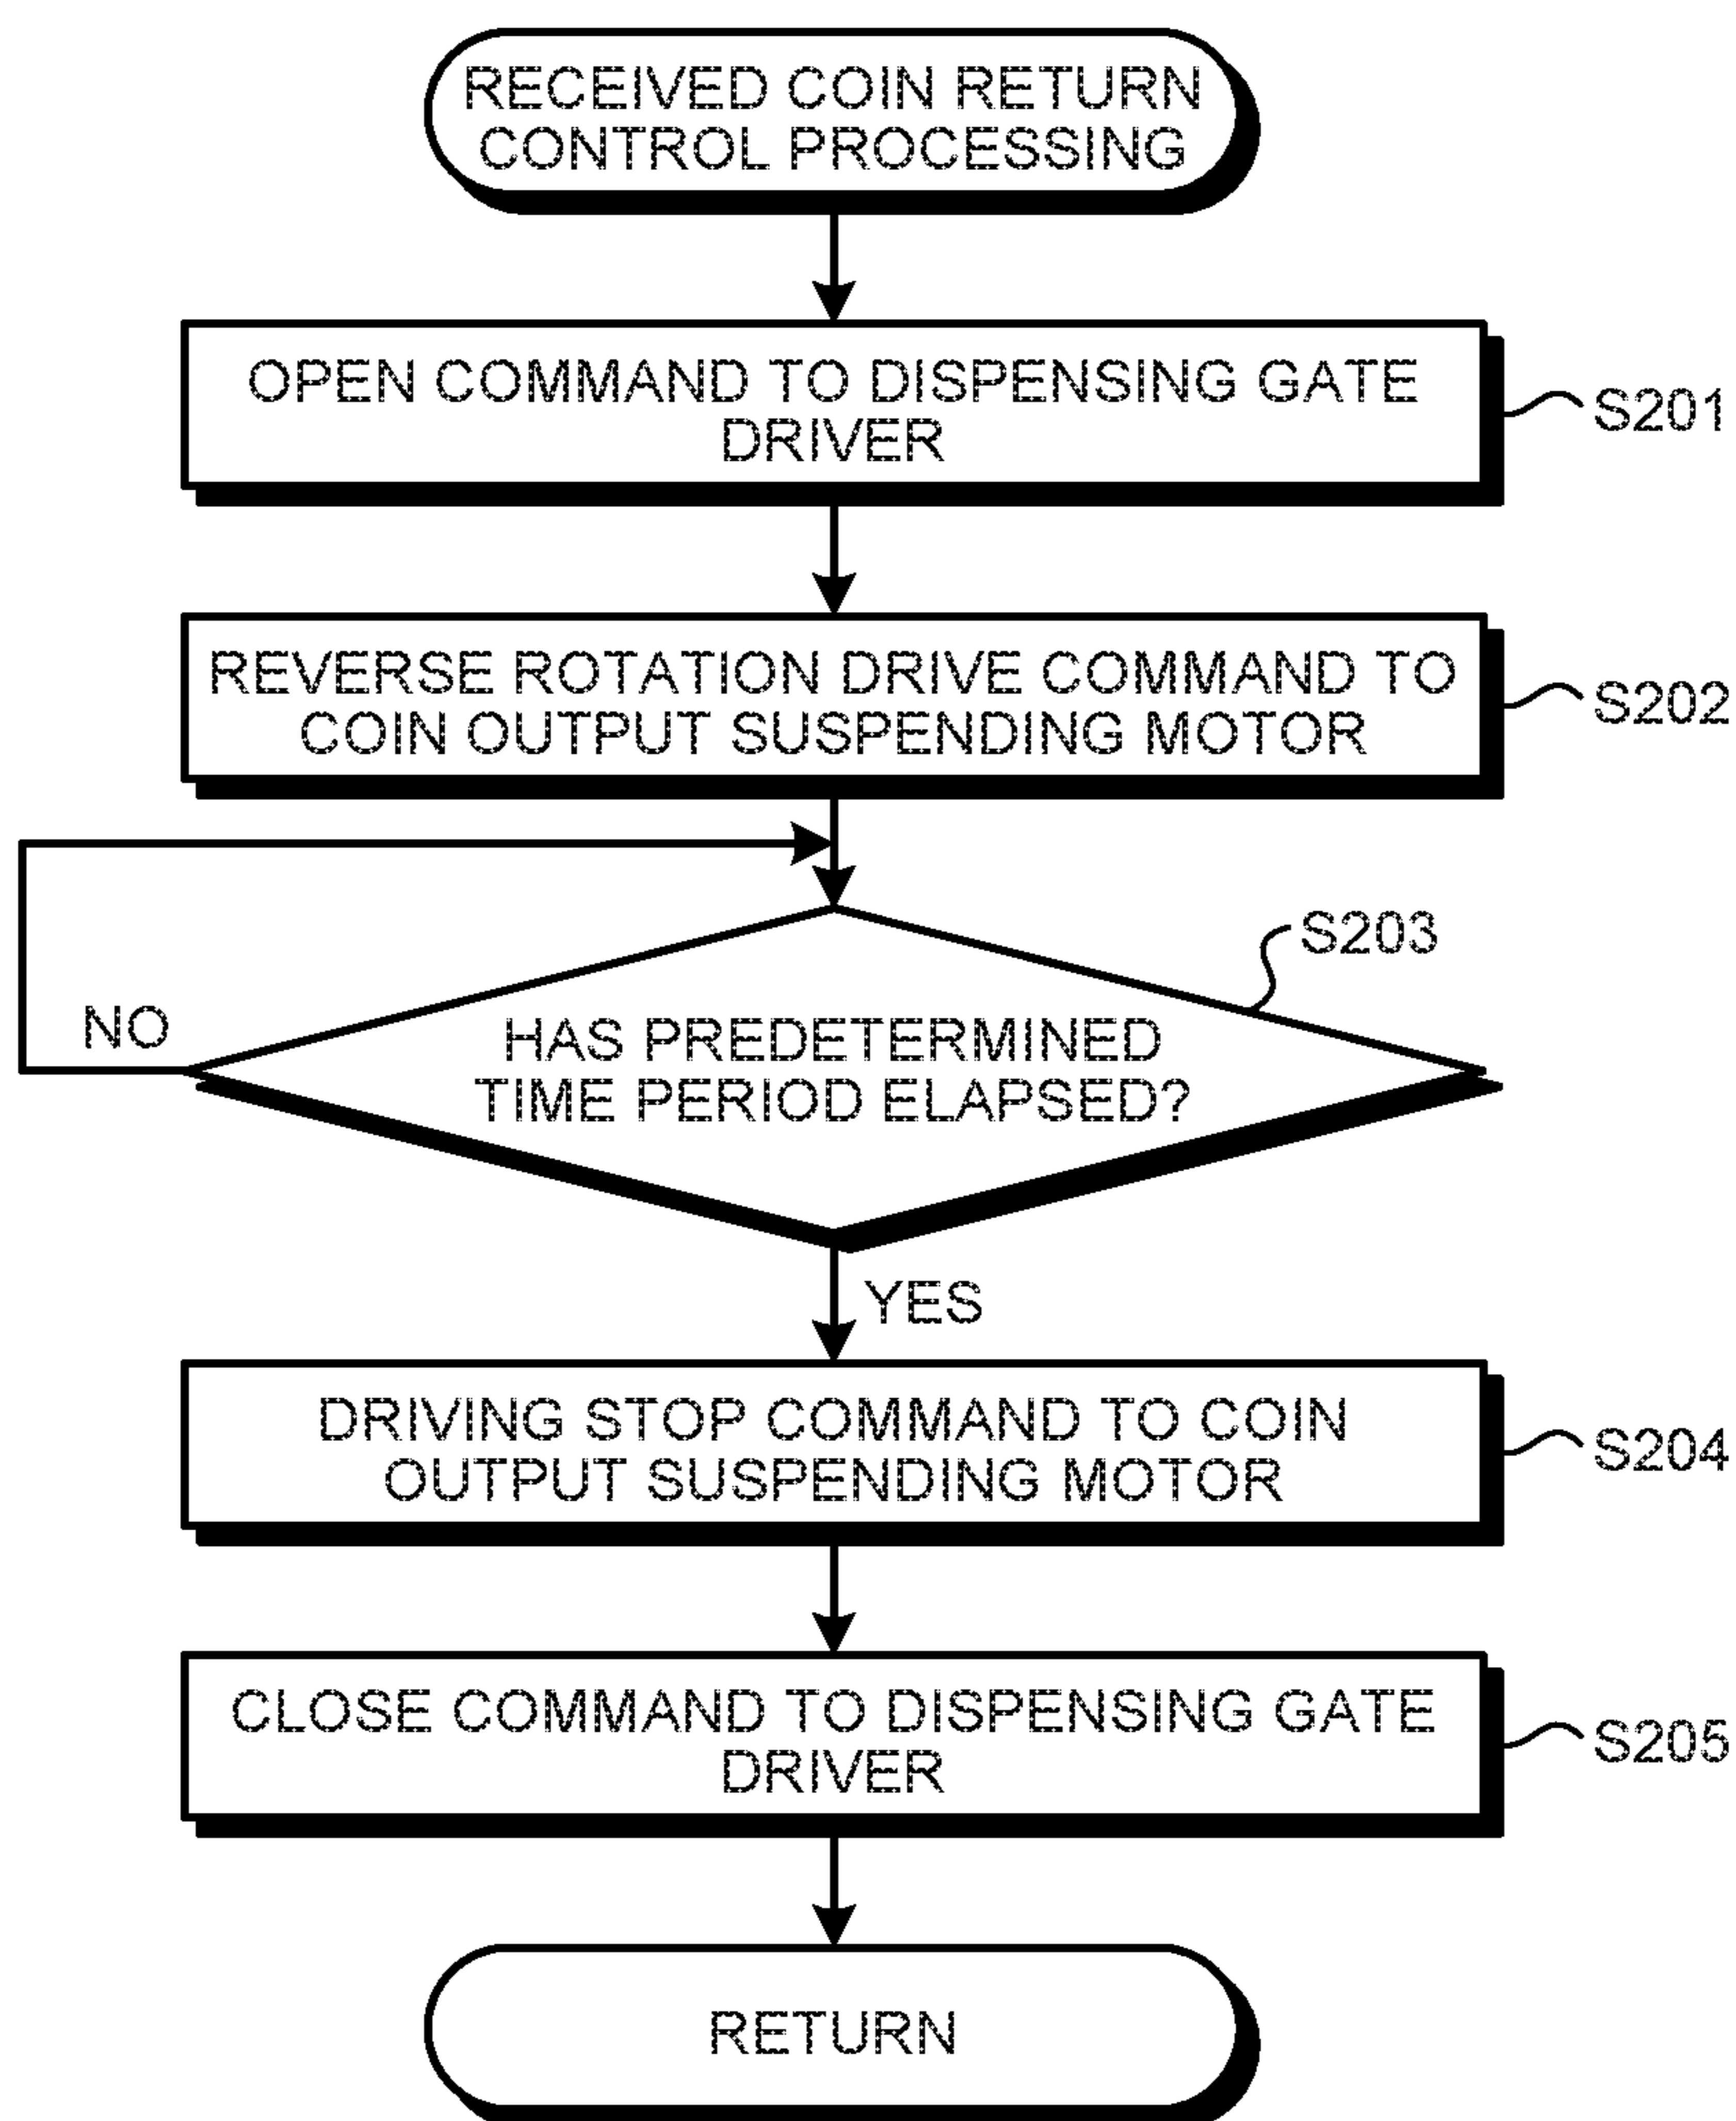 RECEIVED COIN RETURN
CONTROL PROCESSING
OPEN COMMAND TO DISPENSING GATE
DRIVER
S201
REVERSE ROTATION DRIVE COMMAND TO
COIN OUTPUT SUSPENDING MOTOR
S202
S203
NO
HAS PREDETERMINED
TIME PERIOD ELAPSED?
YES
DRIVING STOP COMMAND TO COIN
OUTPUT SUSPENDING MOTOR
S204
CLOSE COMMAND TO DISPENSING GATE
DRIVER
S205
RETURN